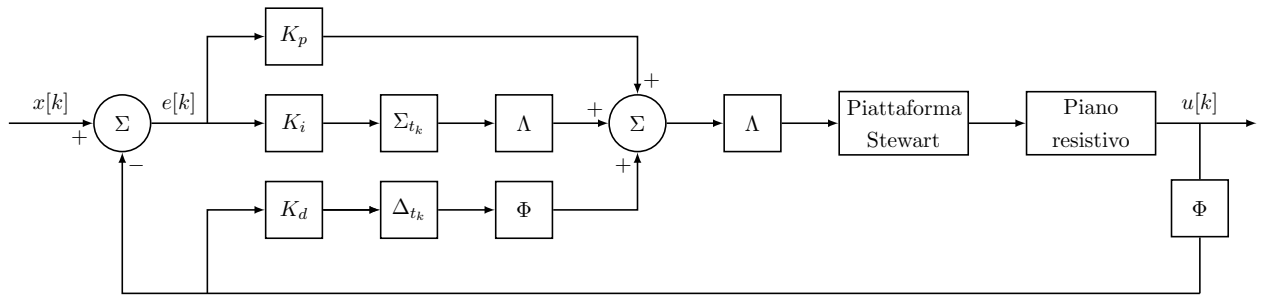 K_p
x[k]
e[k]
+
Σ
−
K_i
Σ_{t_k}
Λ
+
+
Σ
+
Λ
Piattaforma
Stewart
Piano
resistivo
u[k]
K_d
Δ_{t_k}
Φ
Φ